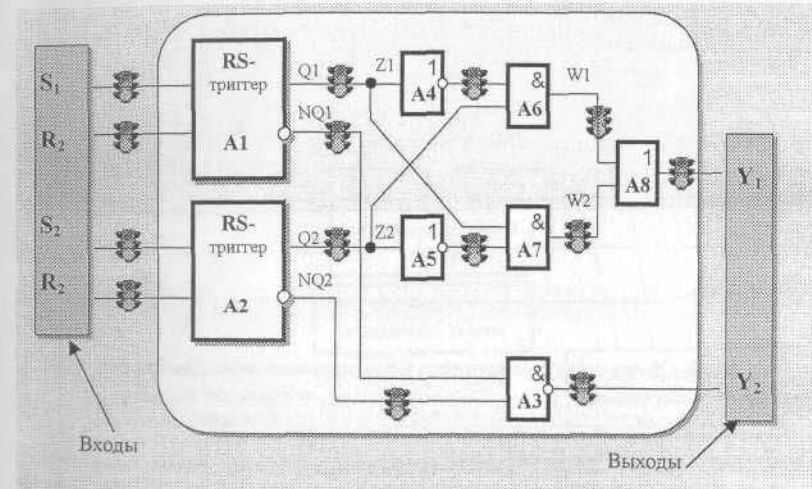 S1
R2
S2
R2
RS-
триггер
A1
RS-
триггер
A2
Q1
NQ1
Q2
NQ2
Z1
Z2
1
A4
1
A5
&
A6
&
A7
W1
W2
1
A8
&
A3
Y1
Y2
Входы
Выходы